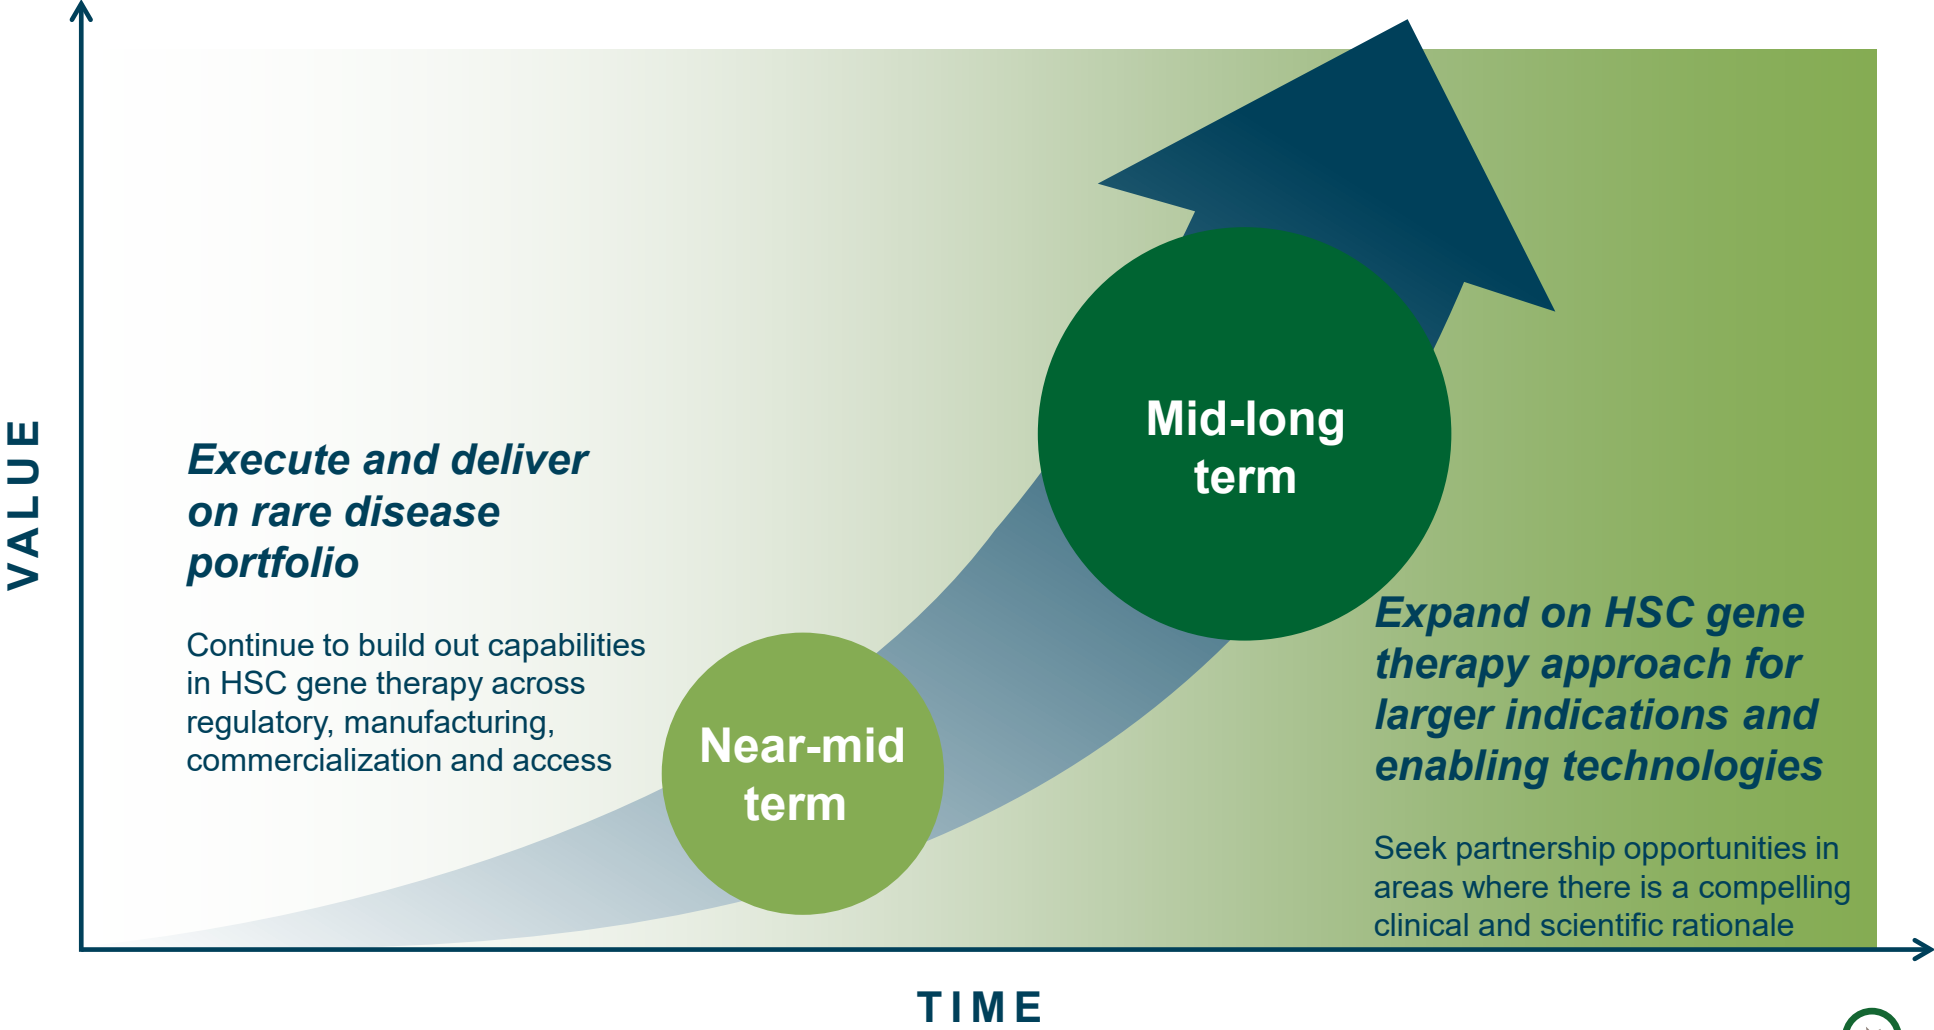 VALUE
Execute and deliver
on rare disease
portfolio
Continue to build out capabilities
in HSC gene therapy across
regulatory, manufacturing,
commercialization and access
Near-mid
term
Mid-long
term
Expand on HSC gene
therapy approach for
larger indications and
enabling technologies
Seek partnership opportunities in
areas where there is a compelling
clinical and scientific rationale
TIME